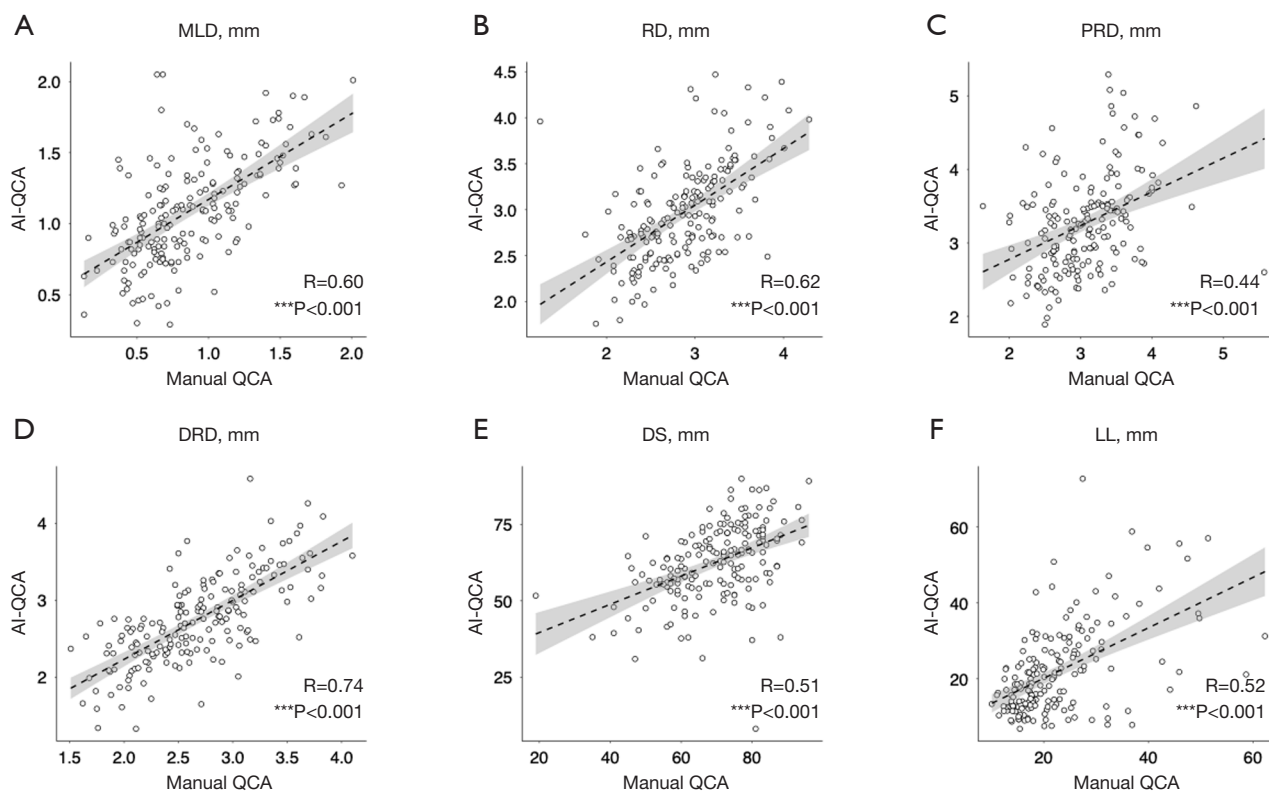 A
MLD, mm
AI-QCA
2.0
1.5
1.0
0.5
R=0.60
***P<0.001
0.5 1.0 1.5 2.0
Manual QCA
B
RD, mm
AI-QCA
4.5
4.0
3.5
3.0
2.5
2.0
R=0.62
***P<0.001
2 3 4
Manual QCA
C
PRD, mm
AI-QCA
5
4
3
2
R=0.44
***P<0.001
2 3 4 5
Manual QCA
D
DRD, mm
AI-QCA
4
3
2
R=0.74
***P<0.001
1.5 2.0 2.5 3.0 3.5 4.0
Manual QCA
E
DS, mm
AI-QCA
75
50
25
R=0.51
***P<0.001
20 40 60 80
Manual QCA
F
LL, mm
AI-QCA
60
40
20
R=0.52
***P<0.001
20 40 60
Manual QCA